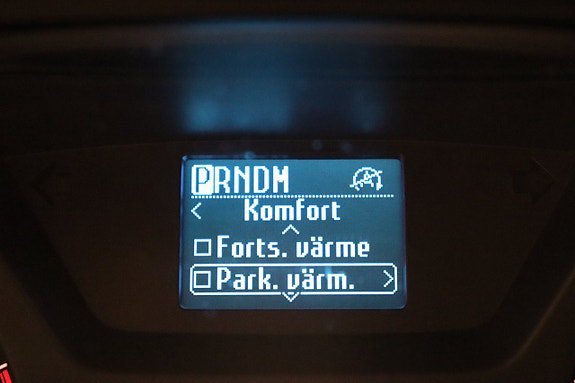 PRNDM
Komfort
Forts. värme
Park. värm.